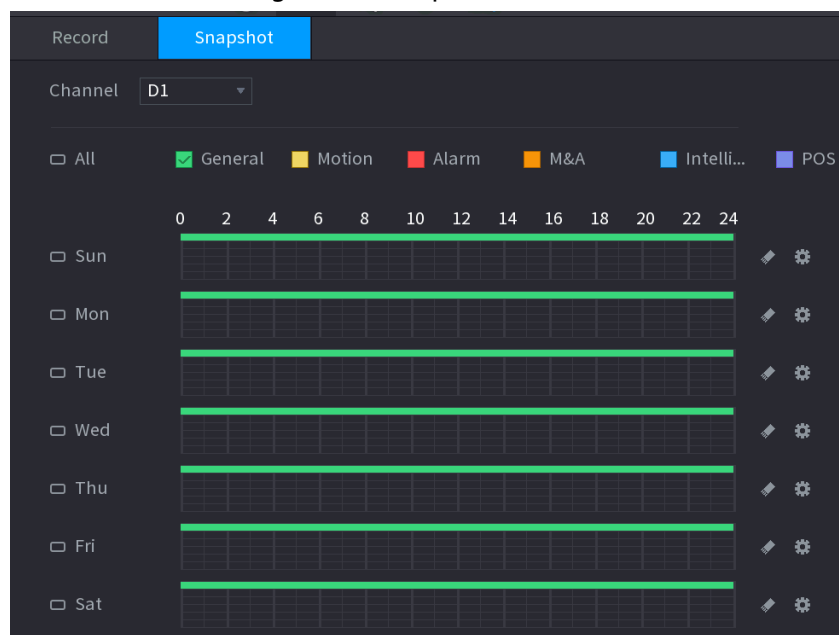 Record Snapshot
Channel D1
All General Motion Alarm M&A Intelli... POS
0 2 4 6 8 10 12 14 16 18 20 22 24
Sun
Mon
Tue
Wed
Thu
Fri
Sat